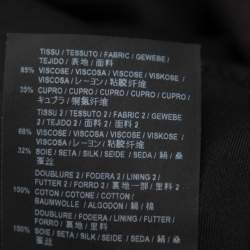 TISSU / TESSUTO / FABRIC / GEWEBE
/ TEJIDO / 表地 / 面料
65% VISCOSE / VISCOSA / VISCOSE / VISKOSE
/ VISCOSA / レーヨン / 粘胶纤维
35% CUPRO / CUPRO / CUPRO / CUPRO / CUPRO /
キュプラ / 铜氨纤维
TISSU 2 / TESSUTO 2 / FABRIC 2 /
GEWEBE 2 / TEJIDO 2 / 表地 2 / 面料 2
68% VISCOSE / VISCOSA / VISCOSE / VISKOSE
/ VISCOSA / レーヨン / 粘胶纤维
32% SOIE / SETA / SILK / SEIDE / SEDA / 絹 / 桑
蚕丝
DOUBLURE 2 / FODERA 2 / LINING 2 /
FUTTER 2 / FORRO 2 / 裏地一部 / 里料 2
100% COTON / COTONE / COTTON /
BAUMWOLLE / ALGODON / 綿 / 棉
DOUBLURE / FODERA / LINING / FUTTER
/ FORRO / 裏地 / 里料
100% SOIE / SETA / SILK / SEIDE / SEDA / 絹 / 桑
蚕丝